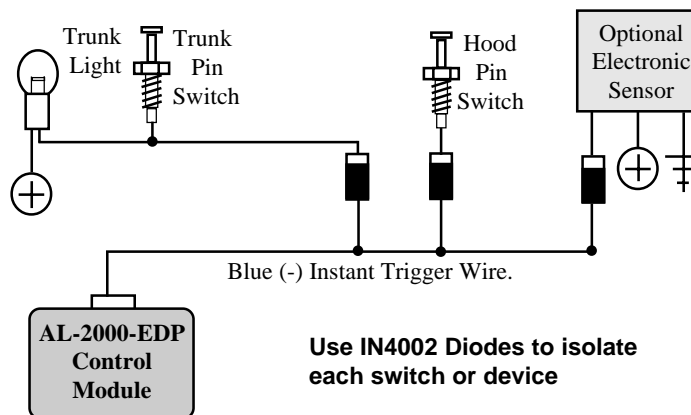 Trunk
Light
Trunk
Pin
Switch
Hood
Pin
Switch
Optional
Electronic
Sensor
Blue (-) Instant Trigger Wire.
AL-2000-EDP
Control
Module
Use IN4002 Diodes to isolate
each switch or device